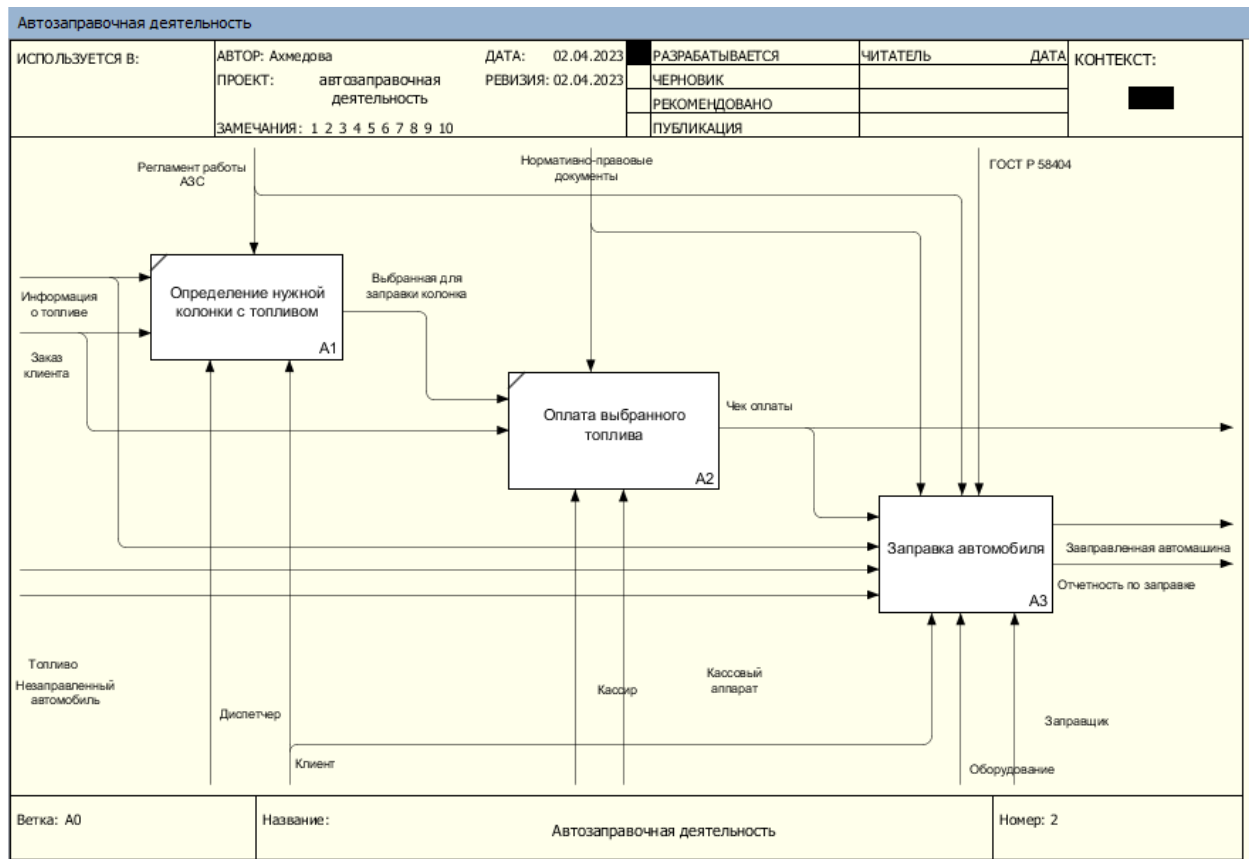 Автозаправочная деятельность
ИСПОЛЬЗУЕТСЯ В:
АВТОР: Ахмедова
ДАТА: 02.04.2023
ПРОЕКТ: автозаправочная
деятельность
РЕВИЗИЯ: 02.04.2023
ЗАМЕЧАНИЯ: 1 2 3 4 5 6 7 8 9 10
РАЗРАБАТЫВАЕТСЯ
ЧЕРНОВИК
РЕКОМЕНДОВАНО
ПУБЛИКАЦИЯ
ЧИТАТЕЛЬ
ДАТА
КОНТЕКСТ:
Регламент работы
АЗС
Нормативно-правовые
документы
ГОСТ Р 58404
Информация
о топливе
Определение нужной
колонки с топливом
A1
Выбранная для
заправки колонка
Заказ
клиента
Оплата выбранного
топлива
A2
Чек оплаты
Заправка автомобиля
A3
Завправленная автомашина
Отчетность по заправке
Топливо
Незаправленный
автомобиль
Диспетчер
Клиент
Кассир
Кассовый
аппарат
Заправщик
Оборудование
Ветка: A0
Название:
Автозаправочная деятельность
Номер: 2